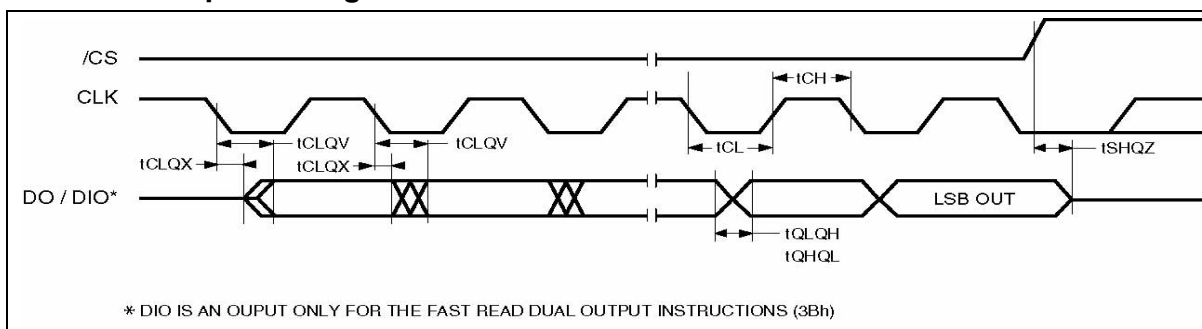 /CS
CLK
tCH
tCLQV
tCLQV
tCL
tSHQZ
tCLQX
tCLQX
DO / DIO*
LSB OUT
tQLQH
tQHQL
* DIO IS AN OUPUT ONLY FOR THE FAST READ DUAL OUTPUT INSTRUCTIONS (3Bh)